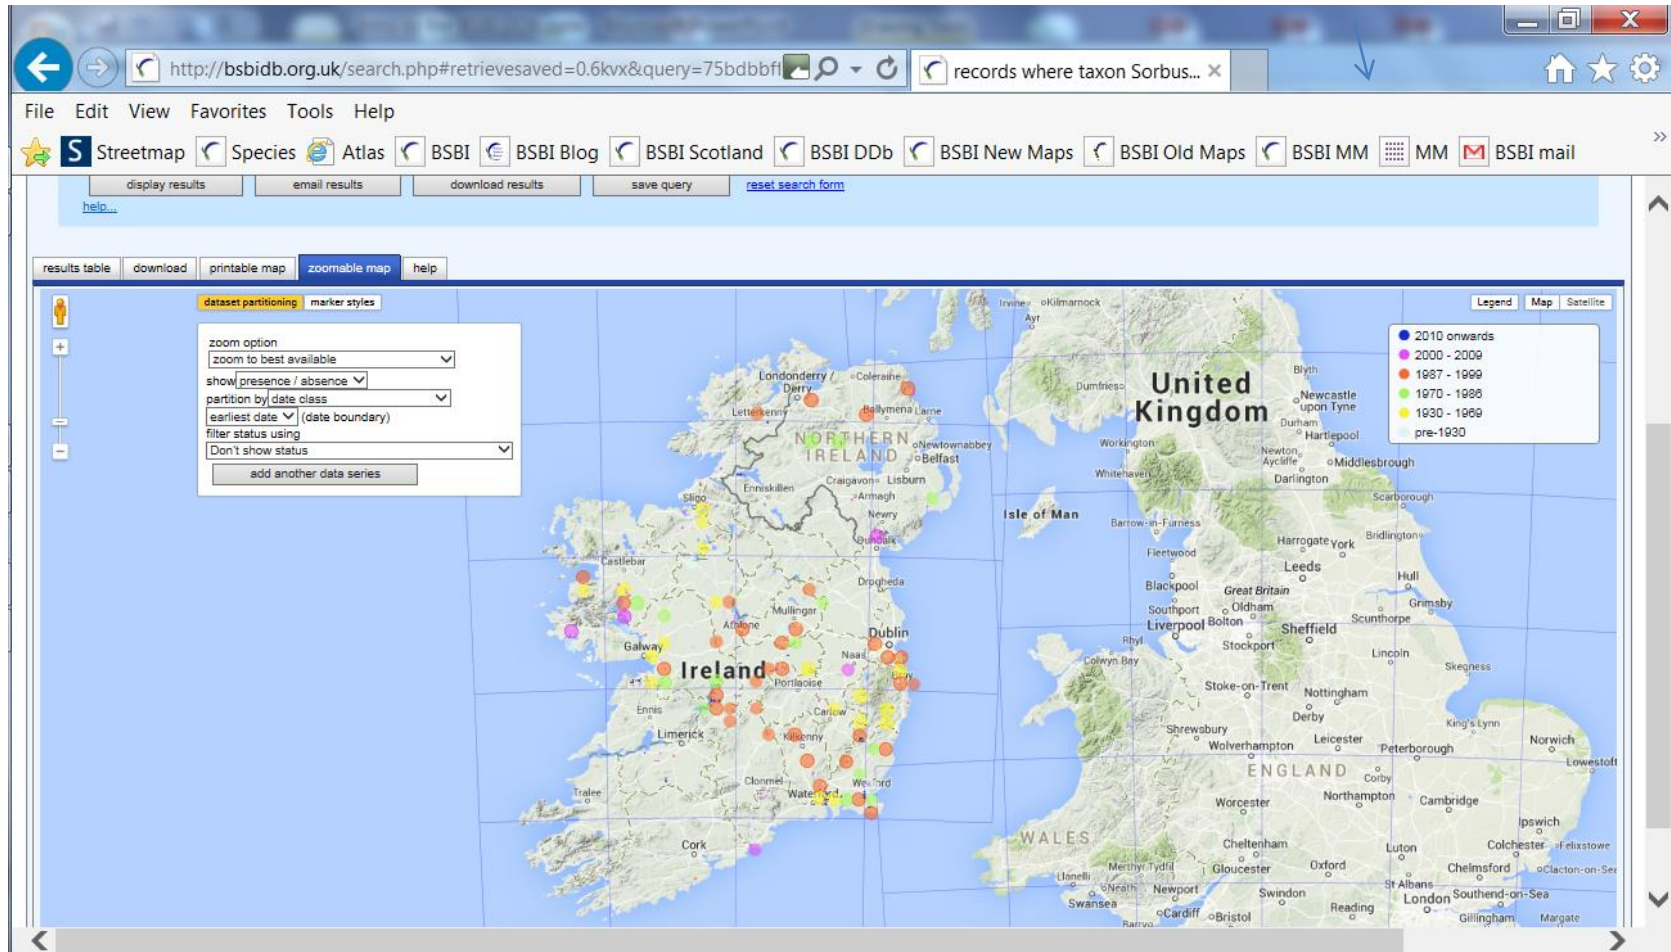 http://bsbidb.org.uk/search.php#retrievesaved=0.6kvx&query=75bdbbff
records where taxon Sorbus...
File Edit View Favorites Tools Help
Streetmap Species Atlas BSBI BSBI Blog BSBI Scotland BSBI DDb BSBI New Maps BSBI Old Maps BSBI MM MM BSBI mail
display results email results download results save query reset search form
help...
results table download printable map zoomable map help
dataset partitioning marker styles
Legend Map Satellite
zoom option
zoom to best available
show presence / absence
partition by date class
earliest date (date boundary)
filter status using
Don't show status
add another data series
2010 onwards
2000 - 2009
1987 - 1999
1970 - 1986
1930 - 1969
pre-1930
Irvine Kilmarnock
Ayr
Londonderry /
Derry
Coleraine
Letterkenny
Ballymena Larne
NORTHERN
IRELAND
Newtownabbey
Belfast
Craigavon Lisburn
Enniskillen
Armagh
Sligo
Newry
Dundalk
Castlebar
Drogheda
Mullingar
Athlone
Dublin
Galway
Naas
Ireland
Bray
Portlaoise
Ennis
Carlow
Limerick
Kilkenny
Clonmel
Wexford
Waterford
Tralee
Cork
United
Kingdom
Dumfries
Blyth
Newcastle
upon Tyne
Durham
Hartlepool
Workington
Newton
Aycliffe
Middlesbrough
Whitehaven
Darlington
Scarborough
Isle of Man
Barrow-in-Furness
Harrogate York
Bridlington
Fleetwood
Leeds
Blackpool
Great Britain
Hull
Southport
Oldham
Grimsby
Liverpool Bolton
Sheffield
Scunthorpe
Rhyl
Stockport
Colwyn Bay
Lincoln
Skegness
Stoke-on-Trent
Nottingham
Derby
King's Lynn
Shrewsbury
Leicester
Norwich
Wolverhampton
Peterborough
Lowestoft
ENGLAND
Corby
Worcester
Northampton
Cambridge
Ipswich
WALES
Cheltenham
Luton
Colchester Felixstowe
Merthyr Tydfil
Gloucester
Oxford
Chelmsford
Clacton-on-Sea
Llanelli
Neath
Newport
St Albans
Southend-on-Sea
Swansea
Swindon
London
Cardiff
Bristol
Reading
Gillingham
Margate
Barry